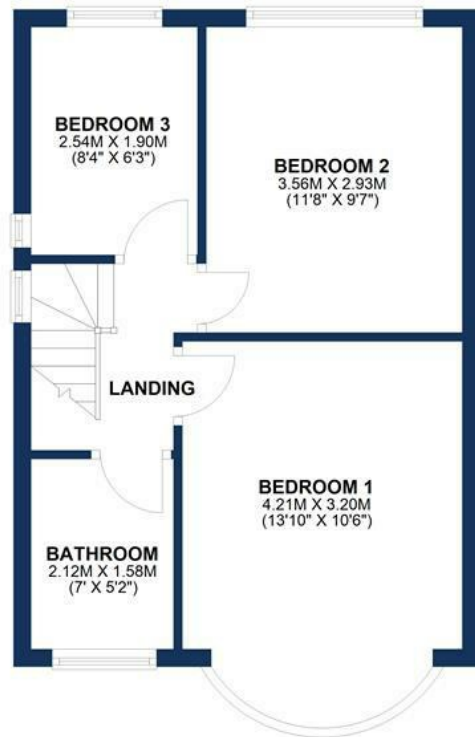 BEDROOM 3
2.54M X 1.90M
(8'4" X 6'3")
BEDROOM 2
3.56M X 2.93M
(11'8" X 9'7")
LANDING
BEDROOM 1
4.21M X 3.20M
(13'10" X 10'6")
BATHROOM
2.12M X 1.58M
(7' X 5'2")